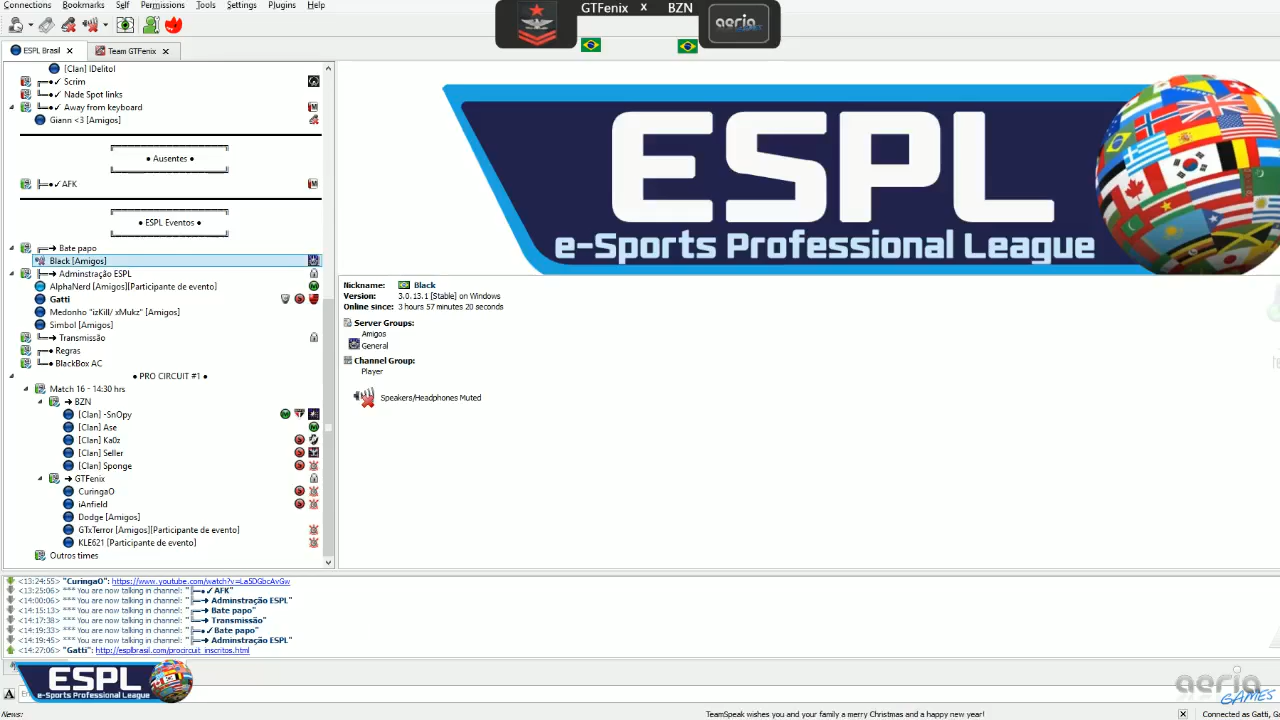 Connections Bookmarks Self Permissions Tools Settings Plugins Help
GTFenix x BZN
aeria
ESPL Brasil X Team GTFenix X
[Clan] IDelitol
╔═●✓ Scrim
╠═●✓ Nade Spot links
╚═●✓ Away from keyboard
Giann <3 [Amigos]
● Ausentes ●
╠═●✓ AFK
● ESPL Eventos ●
╔═➔ Bate papo
Black [Amigos]
╠═➔ Adminstração ESPL
AlphaNerd [Amigos][Participante de evento]
Gatti
Medonho "izKill/ xMukz" [Amigos]
Simbol [Amigos]
╚═➔ Transmissão
╔═● Regras
╚═● BlackBox AC
● PRO CIRCUIT #1 ●
Match 16 - 14:30 hrs
➔ BZN
[Clan] -SnOpy
[Clan] Ase
[Clan] Ka0z
[Clan] Seller
[Clan] Sponge
➔ GTFenix
CuringaO
iAnfield
Dodge [Amigos]
GTxTerror [Amigos][Participante de evento]
KLE621 [Participante de evento]
Outros times
ESPL
e-Sports Professional League
Nickname: Black
Version: 3.0.13.1 [Stable] on Windows
Online since: 3 hours 57 minutes 20 seconds
Server Groups:
Amigos
General
Channel Group:
Player
Speakers/Headphones Muted
<13:24:55> "CuringaO": https://www.youtube.com/watch?v=La5DGbcAvGw
<13:25:06> *** You are now talking in channel: "╠═●✓ AFK"
<14:00:06> *** You are now talking in channel: "╠═➔ Adminstração ESPL"
<14:15:13> *** You are now talking in channel: "╔═➔ Bate papo"
<14:17:38> *** You are now talking in channel: "╚═➔ Transmissão"
<14:19:33> *** You are now talking in channel: "╔═●✓ Bate papo"
<14:19:45> *** You are now talking in channel: "╠═➔ Adminstração ESPL"
<14:27:06> "Gatti": http://esplbrasil.com/procircuit_inscritos.html
ESPL
e-Sports Professional League
aeria
GAMES
News: TeamSpeak wishes you and your family a merry Christmas and a happy new year! Connected as Gatti,